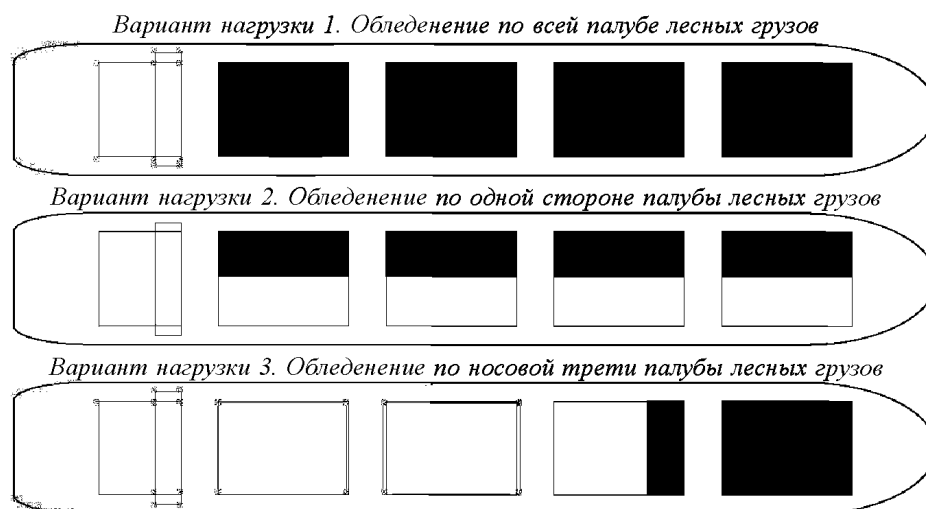 Вариант нагрузки 1. Обледенение по всей палубе лесных грузов
Вариант нагрузки 2. Обледенение по одной стороне палубы лесных грузов
Вариант нагрузки 3. Обледенение по носовой трети палубы лесных грузов